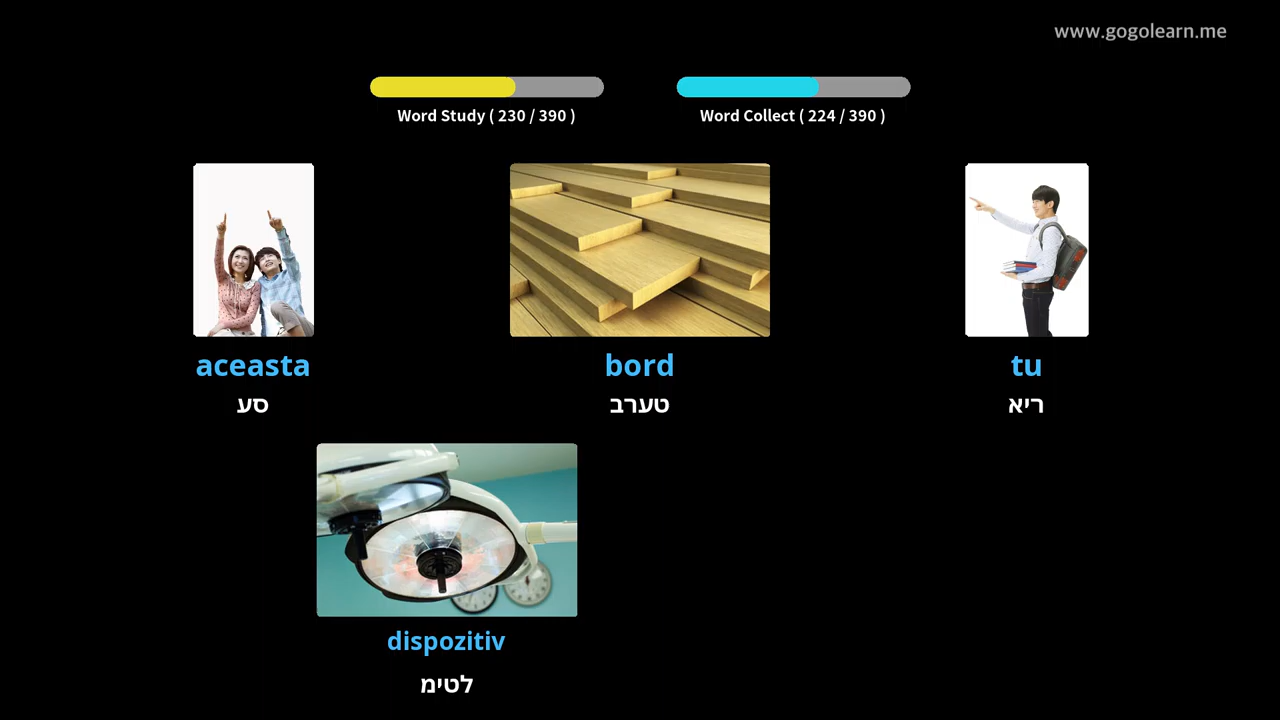 www.gogolearn.me
Word Study ( 230 / 390 )
Word Collect ( 224 / 390 )
aceasta
סע
bord
טערב
tu
ריא
dispozitiv
לטימ